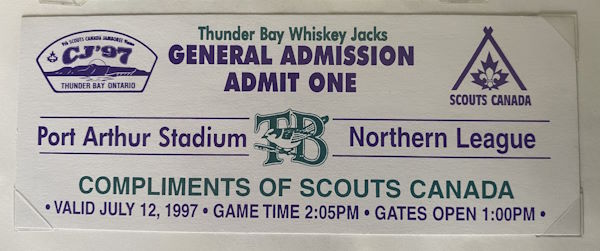 9th SCOUTS CANADA JAMBOREE
CJ'97
THUNDER BAY ONTARIO
Thunder Bay Whiskey Jacks
GENERAL ADMISSION
ADMIT ONE
SCOUTS CANADA
Port Arthur Stadium
TB
Northern League
COMPLIMENTS OF SCOUTS CANADA
• VALID JULY 12, 1997 • GAME TIME 2:05PM • GATES OPEN 1:00PM •